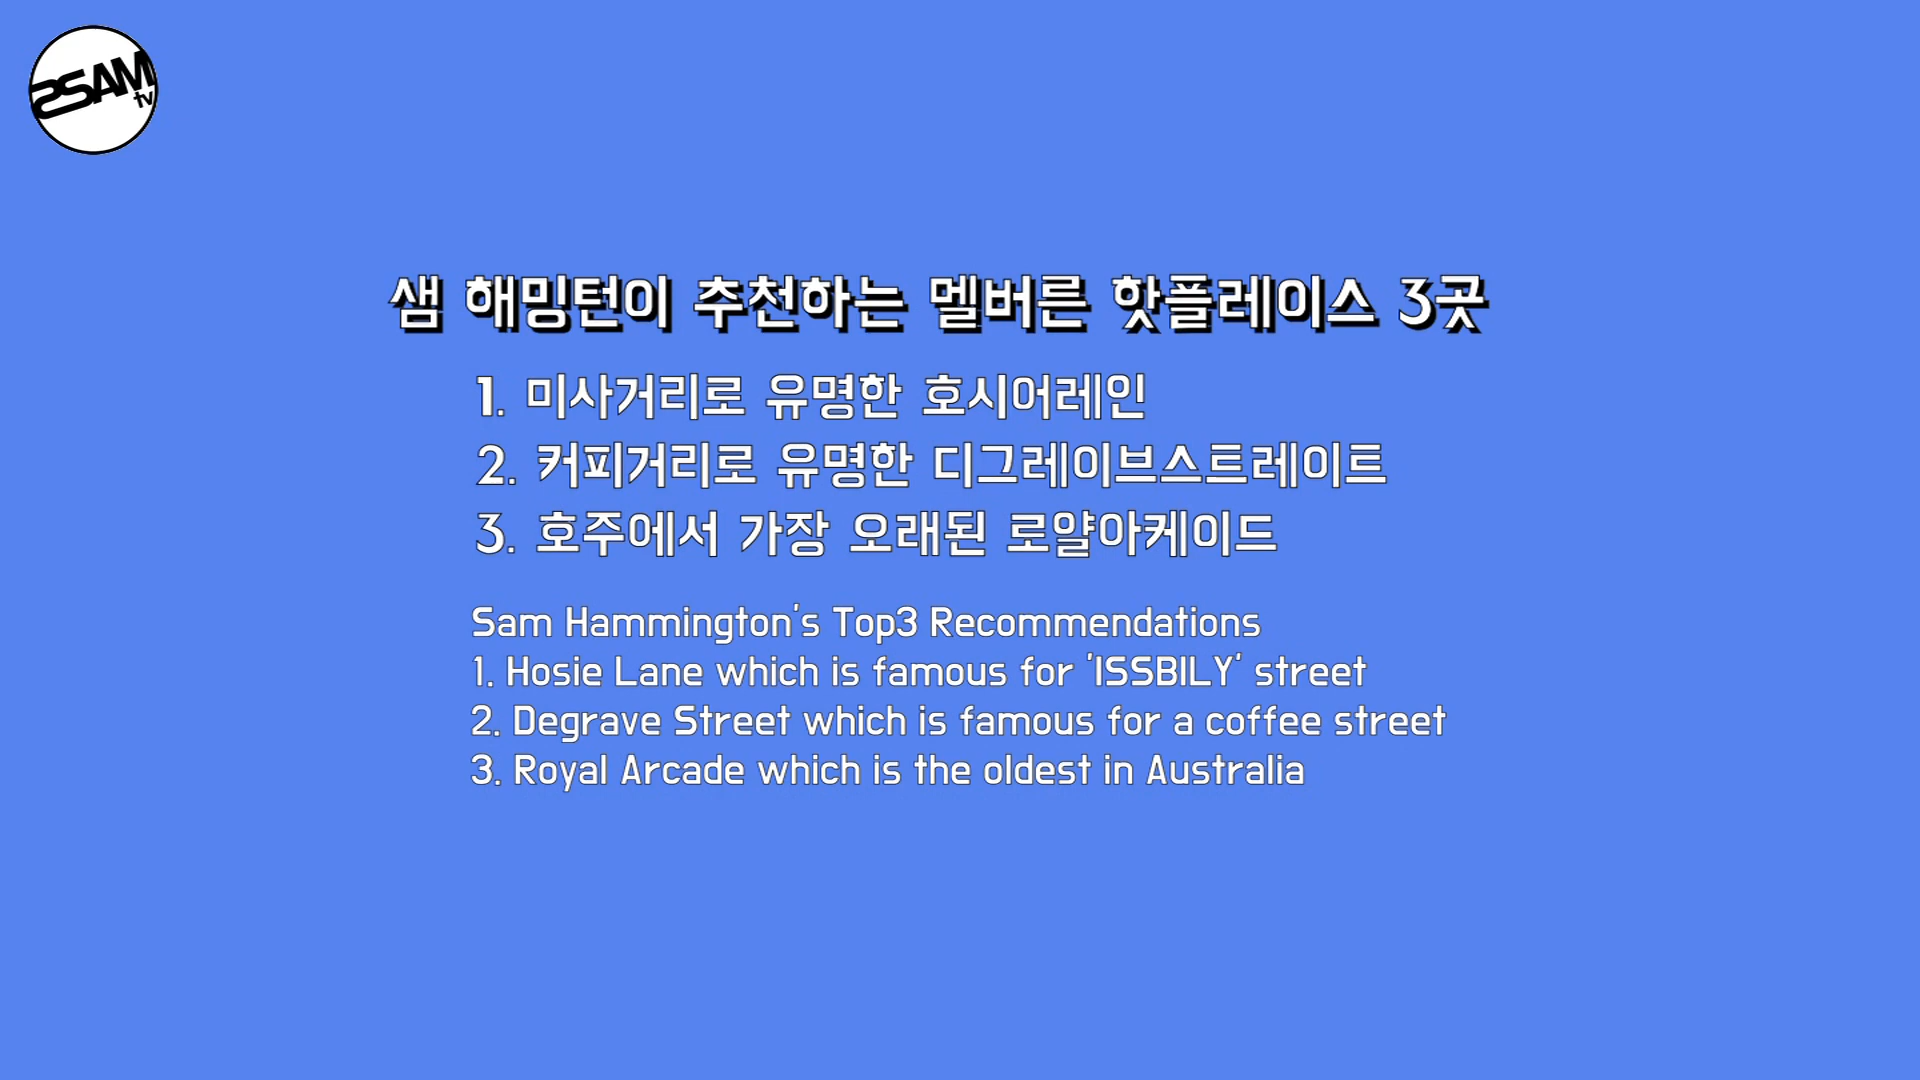 2SAM
tv
샘 해밍턴이 추천하는 멜버른 핫플레이스 3곳
1. 미사거리로 유명한 호시어레인
2. 커피거리로 유명한 디그레이브스트레이트
3. 호주에서 가장 오래된 로얄아케이드
Sam Hammington's Top3 Recommendations
1. Hosie Lane which is famous for 'ISSBILY' street
2. Degrave Street which is famous for a coffee street
3. Royal Arcade which is the oldest in Australia